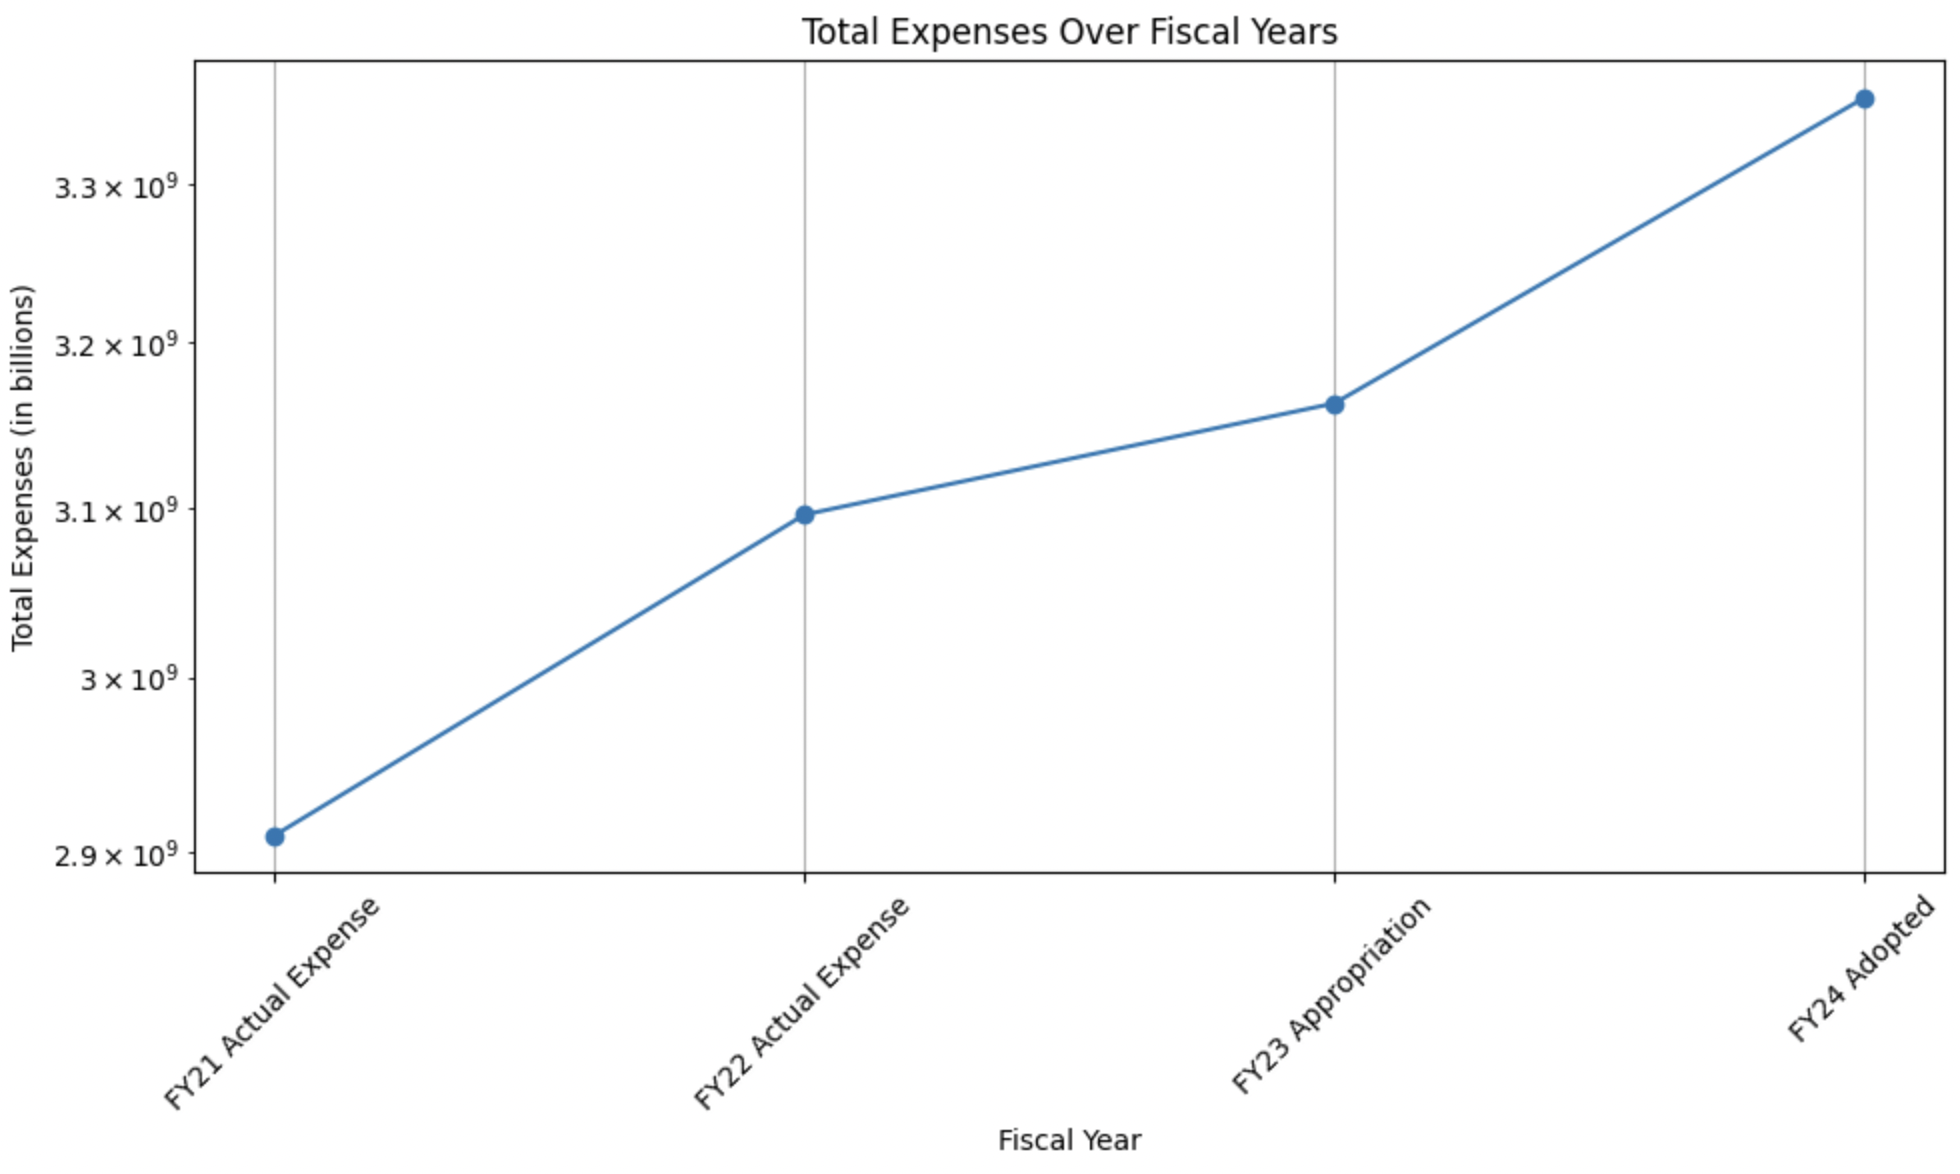 Total Expenses Over Fiscal Years
Total Expenses (in billions)
3.3 × 10⁹
3.2 × 10⁹
3.1 × 10⁹
3 × 10⁹
2.9 × 10⁹
FY21 Actual Expense
FY22 Actual Expense
FY23 Appropriation
FY24 Adopted
Fiscal Year